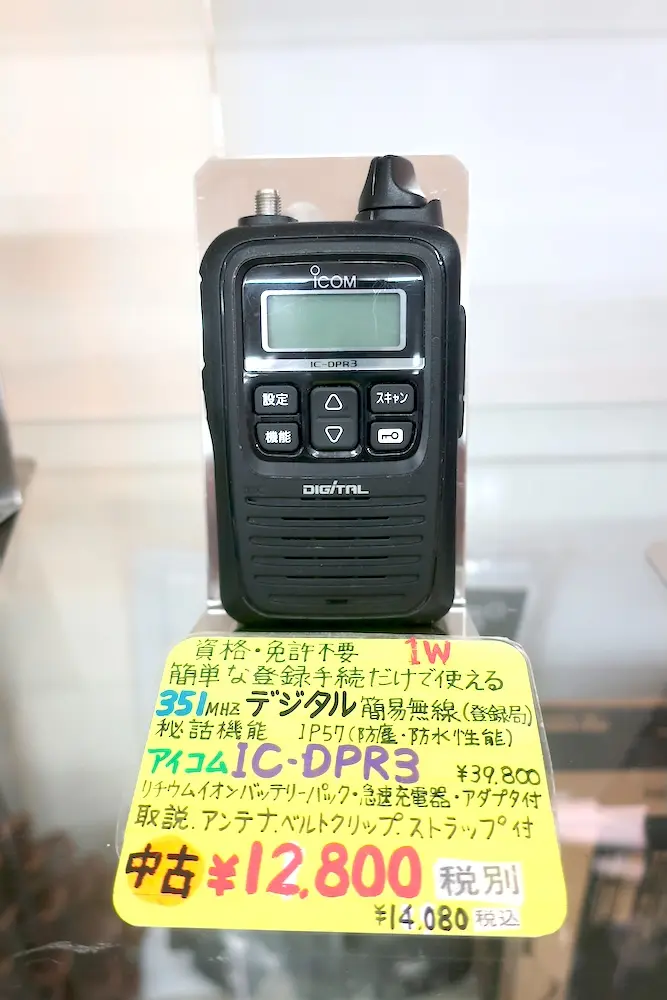 ICOM
IC-DPR3
設定 スキャン
機能
DIGITAL
資格・免許不要 1W
簡単な登録手続だけで使える
351MHz デジタル簡易無線(登録局)
秘話機能 IP57(防塵・防水性能)
アイコムIC-DPR3 ¥39.800
リチウムイオンバッテリーパック・急速充電器・アダプタ付
取説.アンテナ.ベルトクリップ.ストラップ付
中古 ¥12,800 税別
¥14.080 税込